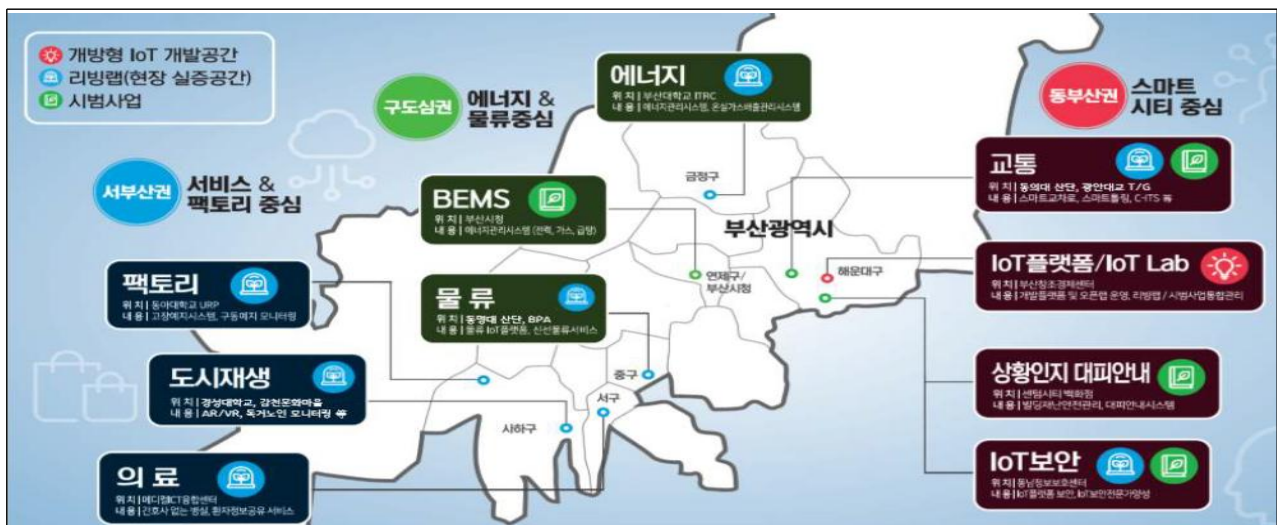 개방형 IoT 개발공간
리빙랩(현장 실증공간)
시범사업
구도심권 에너지 &
물류중심
서부산권 서비스 &
팩토리 중심
동부산권 스마트
시티 중심
에너지
위 치 | 부산대학교 ITRC
내 용 | 에너지관리시스템, 온실가스배출관리시스템
BEMS
위 치 | 부산시청
내 용 | 에너지관리시스템 (전력, 가스, 급탕)
물 류
위 치 | 동명대 산단, BPA
내 용 | 물류 IoT플랫폼, 신선물류서비스
팩토리
위 치 | 동아대학교 URP
내 용 | 고장예지시스템, 구동예지 모니터링
도시재생
위 치 | 경성대학교, 감천문화마을
내 용 | AR/VR, 독거노인 모니터링 등
의 료
위 치 | 메디컬ICT융합센터
내 용 | 간호사 없는 병실, 환자정보공유 서비스
교통
위 치 | 동의대 산단, 광안대교 T/G
내 용 | 스마트교차로, 스마트톨링, C-ITS 등
IoT플랫폼/IoT Lab
위 치 | 부산창조경제센터
내 용 | 개발플랫폼 및 오픈랩 운영, 리빙랩 / 시범사업통합관리
상황인지 대피안내
위 치 | 센텀시티 백화점
내 용 | 빌딩재난안전관리, 대피안내시스템
IoT보안
위 치 | 동남정보보호센터
내 용 | IoT플랫폼 보안, IoT보안전문가양성
부산광역시
금정구
연제구/
부산시청
해운대구
중구
서구
사하구